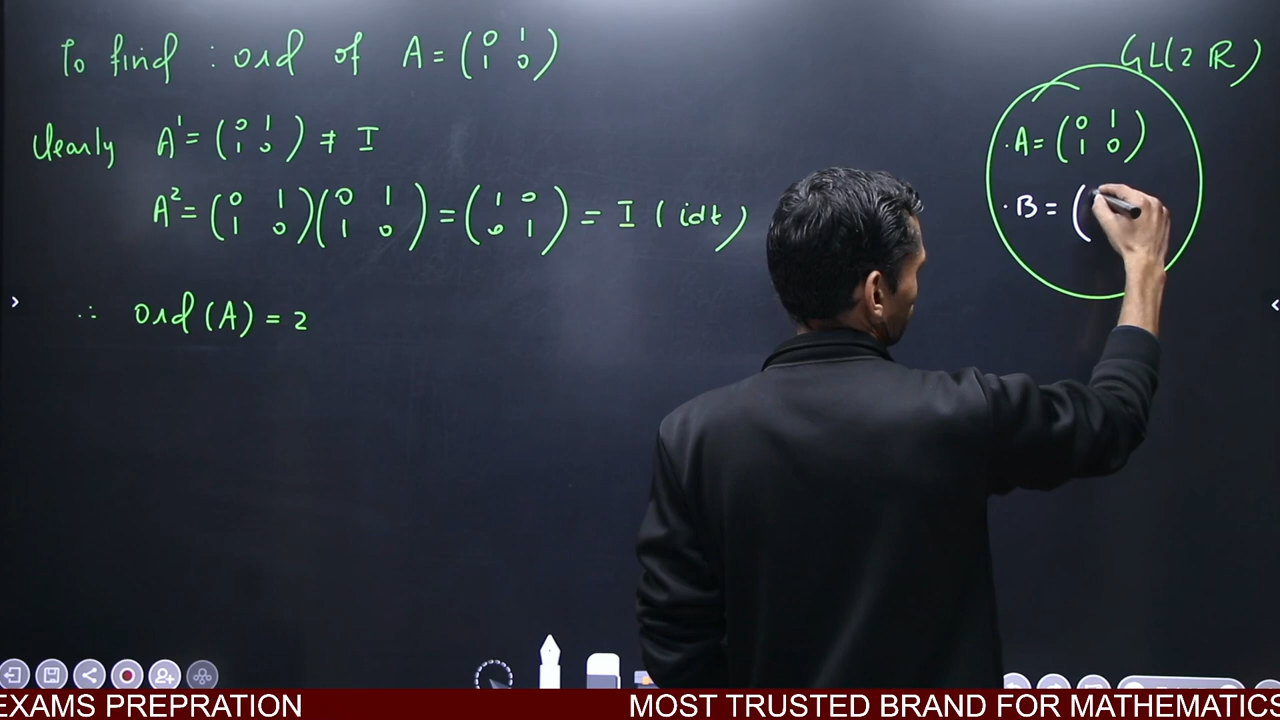 To find : ord of A = (0 1
1 0)
Clearly A¹ = (0 1
1 0) ≠ I
A² = (0 1
1 0)(0 1
1 0) = (1 0
0 1) = I (idt)
∴ ord (A) = 2
GL(2 R)
· A = (0 1
1 0)
· B = (
EXAMS PREPRATION
MOST TRUSTED BRAND FOR MATHEMATICS